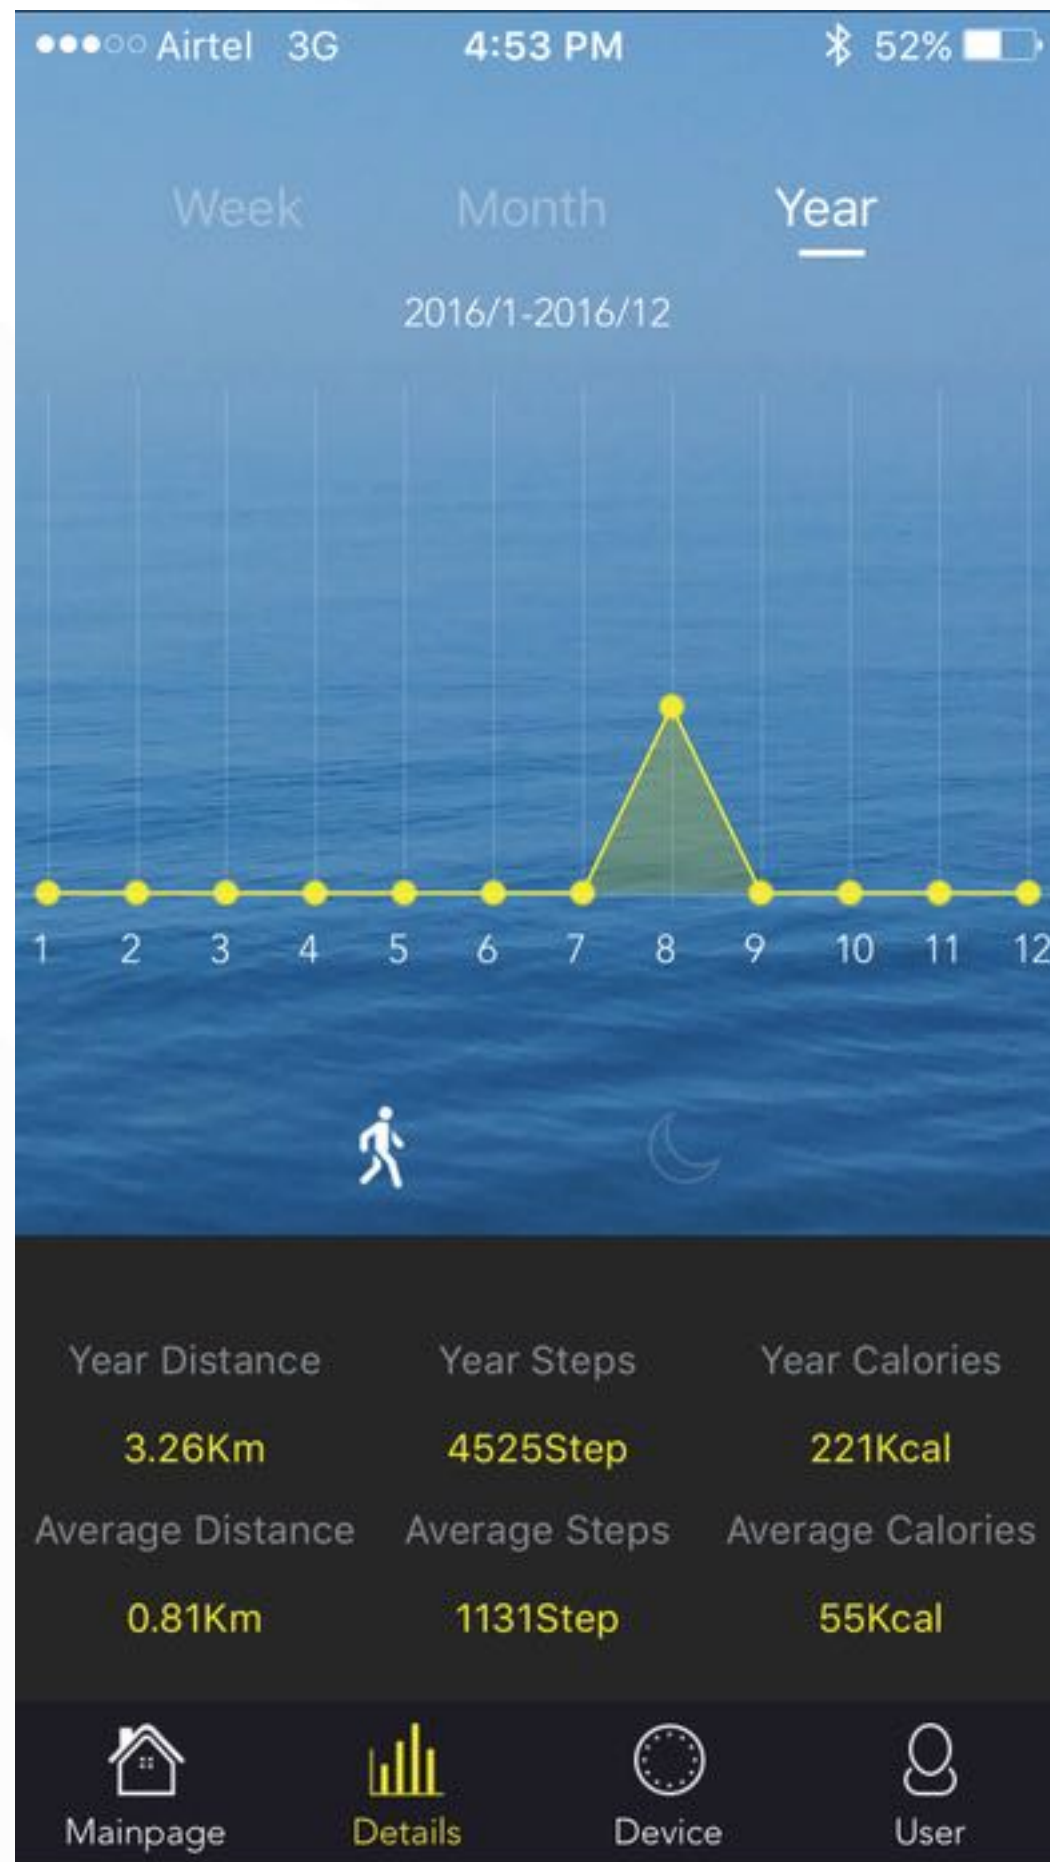 Airtel 3G 4:53 PM 52%
Week Month Year
2016/1-2016/12
1 2 3 4 5 6 7 8 9 10 11 12
Year Distance Year Steps Year Calories
3.26Km 4525Step 221Kcal
Average Distance Average Steps Average Calories
0.81Km 1131Step 55Kcal
Mainpage Details Device User